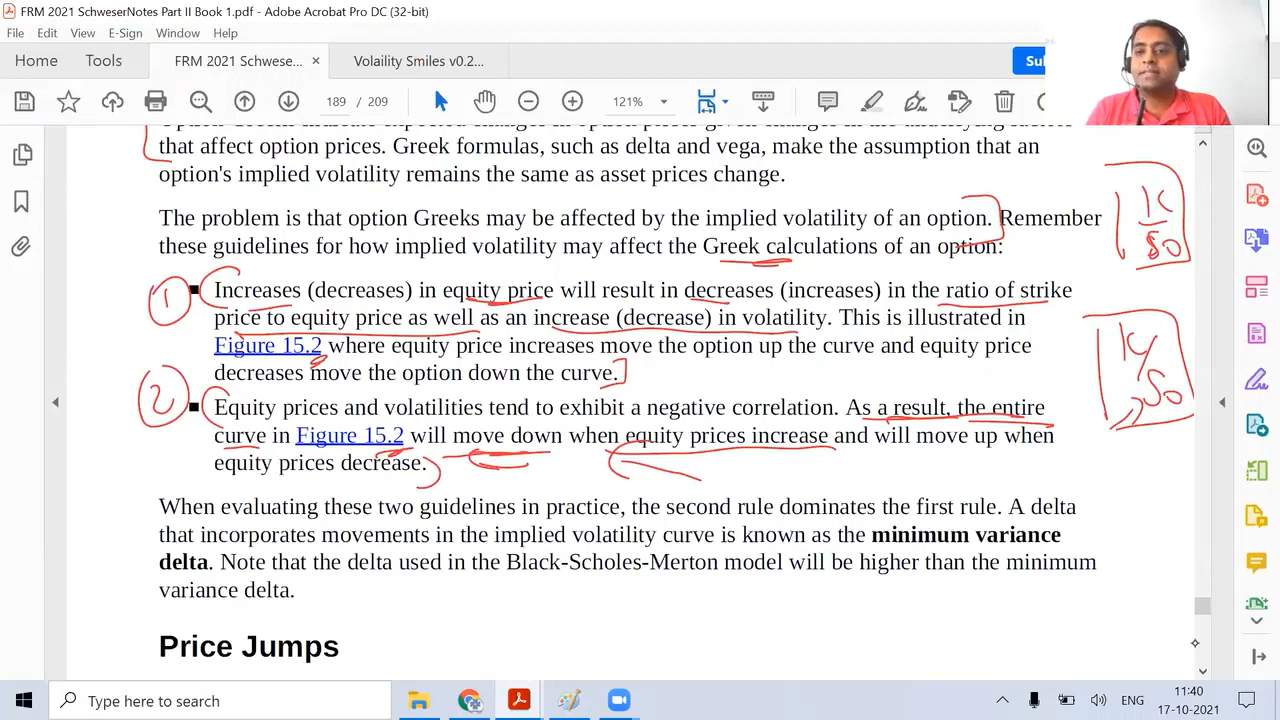 FRM 2021 SchweserNotes Part II Book 1.pdf - Adobe Acrobat Pro DC (32-bit)
File Edit View E-Sign Window Help
Home Tools FRM 2021 Schwese... × Volaility Smiles v0.2...
189 / 209 121%
that affect option prices. Greek formulas, such as delta and vega, make the assumption that an
option's implied volatility remains the same as asset prices change.
The problem is that option Greeks may be affected by the implied volatility of an option. Remember
these guidelines for how implied volatility may affect the Greek calculations of an option:
1
Increases (decreases) in equity price will result in decreases (increases) in the ratio of strike
price to equity price as well as an increase (decrease) in volatility. This is illustrated in
Figure 15.2 where equity price increases move the option up the curve and equity price
decreases move the option down the curve.
2
Equity prices and volatilities tend to exhibit a negative correlation. As a result, the entire
curve in Figure 15.2 will move down when equity prices increase and will move up when
equity prices decrease.
When evaluating these two guidelines in practice, the second rule dominates the first rule. A delta
that incorporates movements in the implied volatility curve is known as the minimum variance
delta. Note that the delta used in the Black-Scholes-Merton model will be higher than the minimum
variance delta.
Price Jumps
K
S0
K/
S0
Type here to search
ENG
11:40
17-10-2021